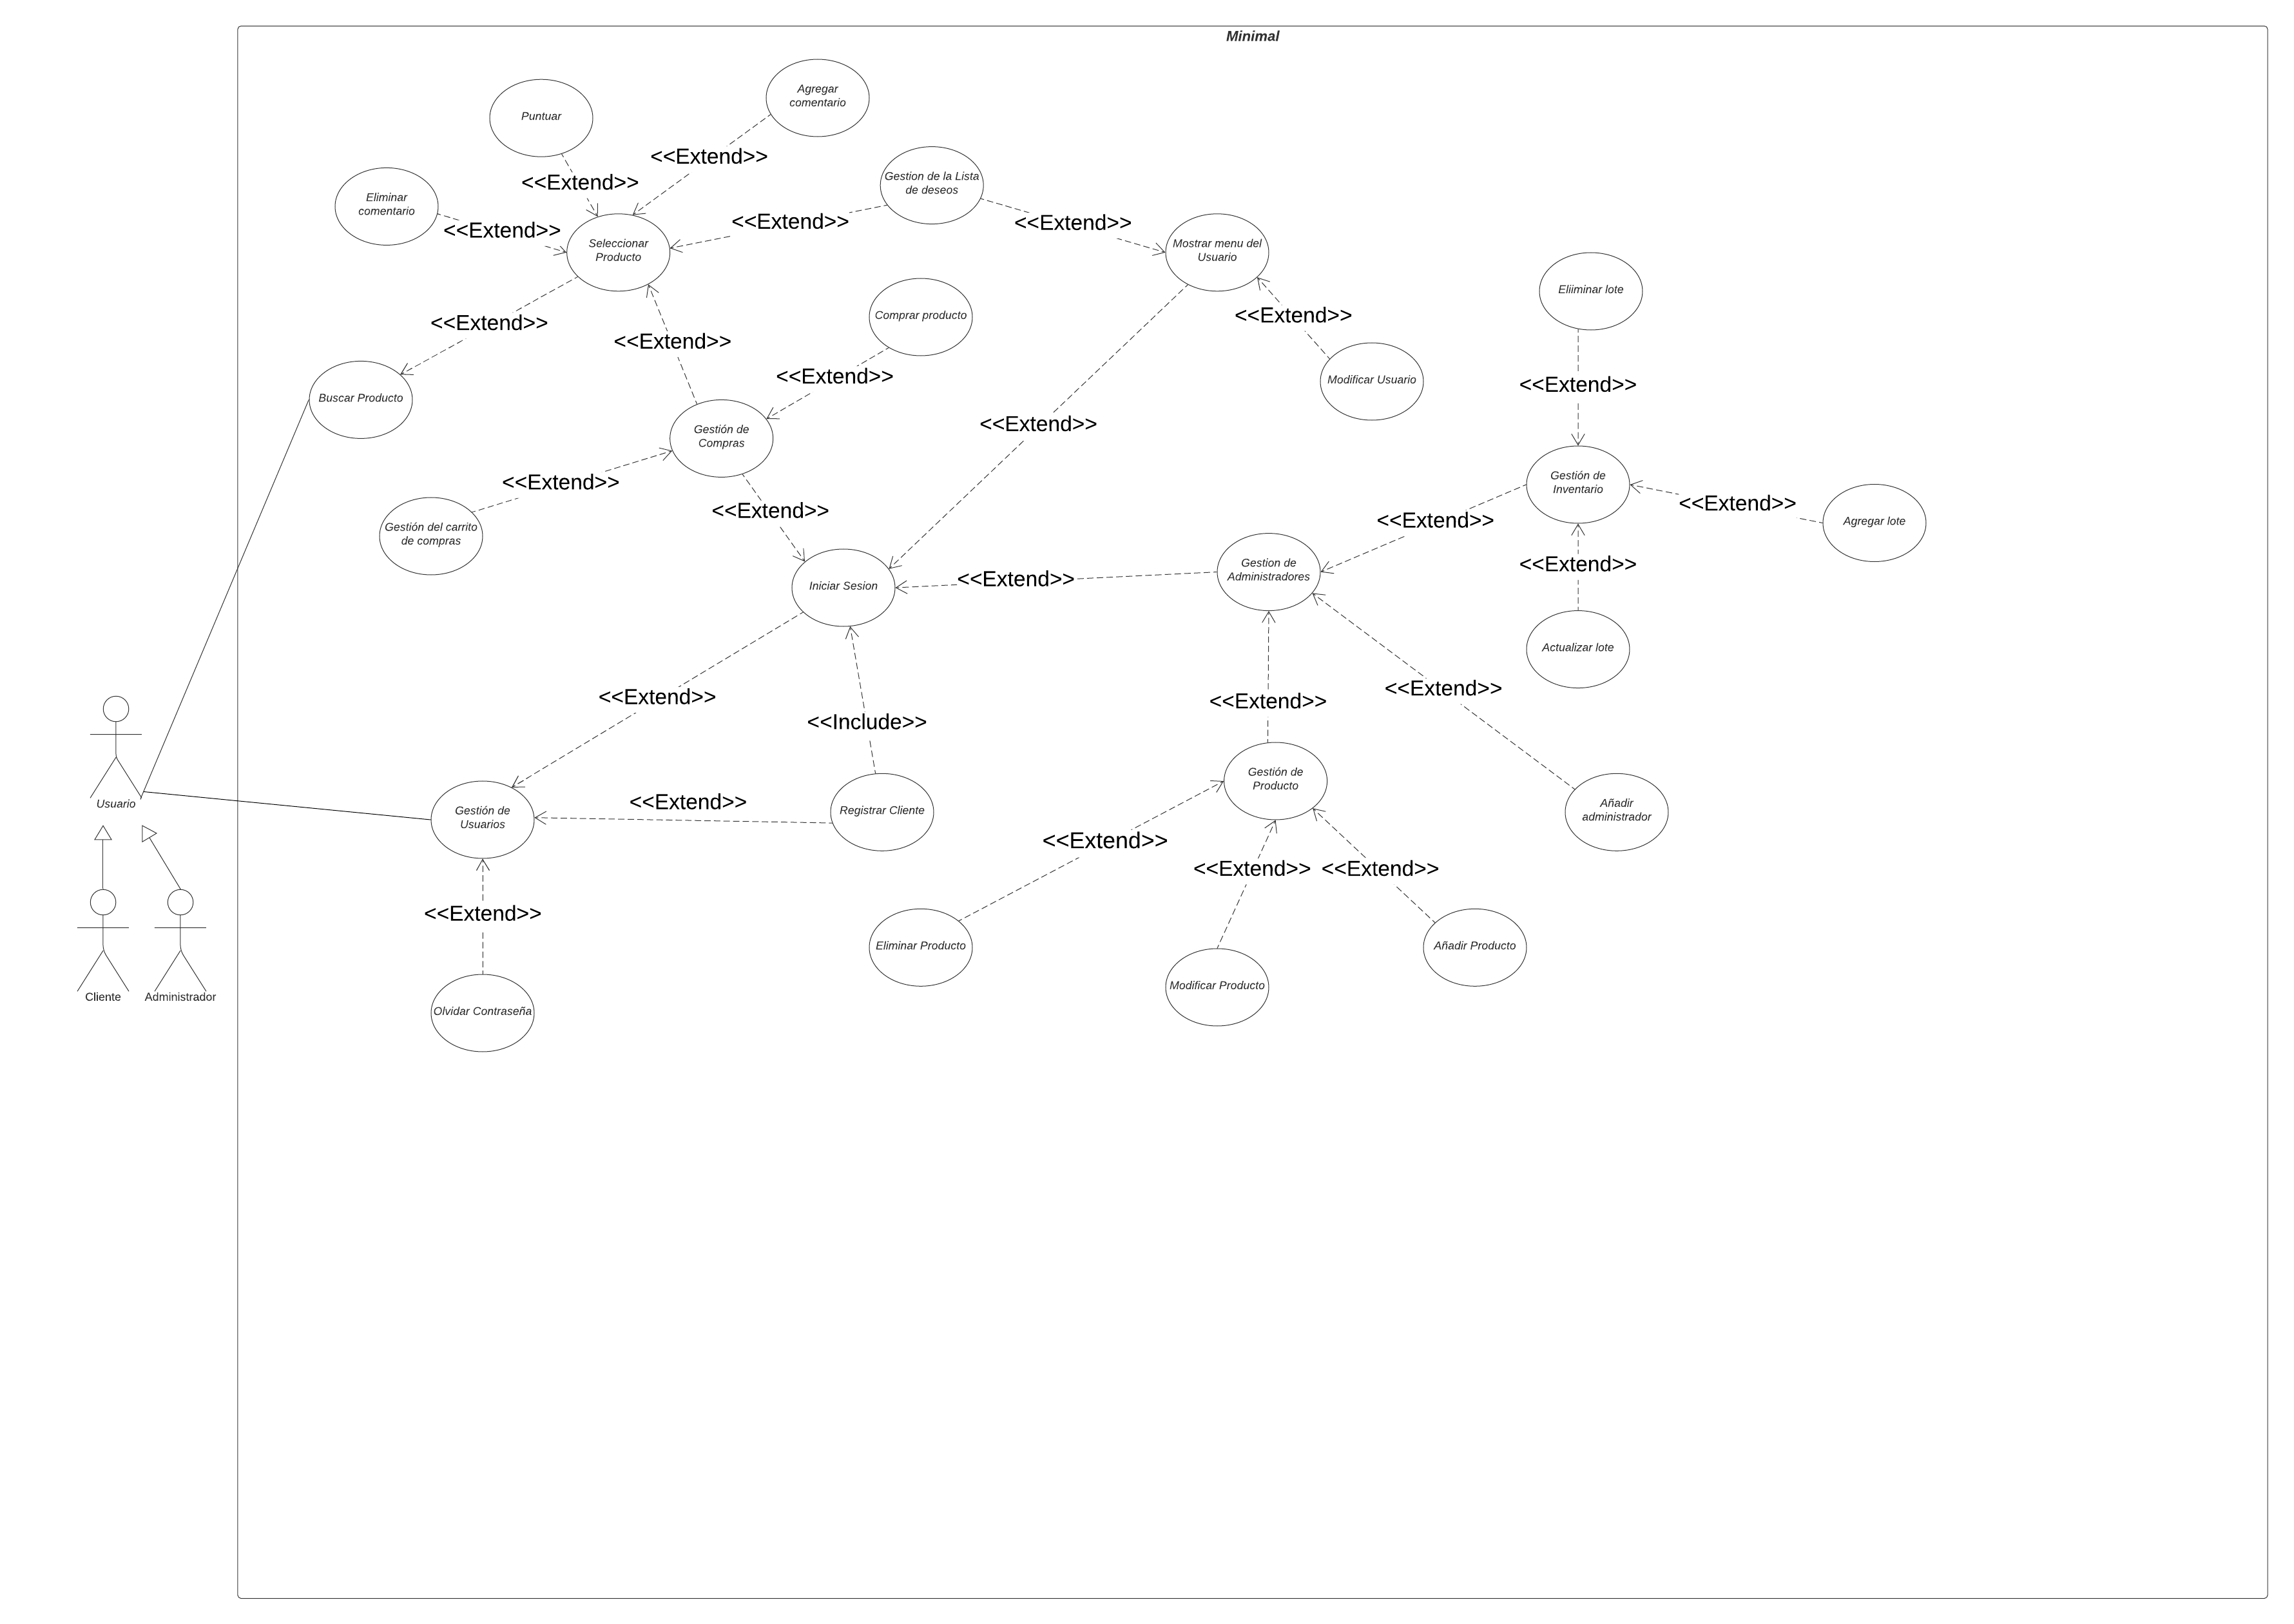 Minimal
Agregar
comentario
Puntuar
<<Extend>>
<<Extend>>
Gestion de la Lista
de deseos
Eliminar
comentario
<<Extend>>
<<Extend>>
<<Extend>>
Seleccionar
Producto
Mostrar menu del
Usuario
Eliiminar lote
Comprar producto
<<Extend>>
<<Extend>>
<<Extend>>
<<Extend>>
Modificar Usuario
<<Extend>>
Buscar Producto
<<Extend>>
Gestión de
Compras
<<Extend>>
Gestión de
Inventario
<<Extend>>
<<Extend>>
<<Extend>>
<<Extend>>
Agregar lote
Gestión del carrito
de compras
Gestion de
Administradores
<<Extend>>
<<Extend>>
Iniciar Sesion
Actualizar lote
<<Extend>>
<<Extend>>
<<Extend>>
<<Include>>
Gestión de
Producto
Usuario
<<Extend>>
Gestión de
Usuarios
Registrar Cliente
Añadir
administrador
<<Extend>>
<<Extend>>
<<Extend>>
<<Extend>>
Eliminar Producto
Añadir Producto
Modificar Producto
Cliente
Administrador
Olvidar Contraseña